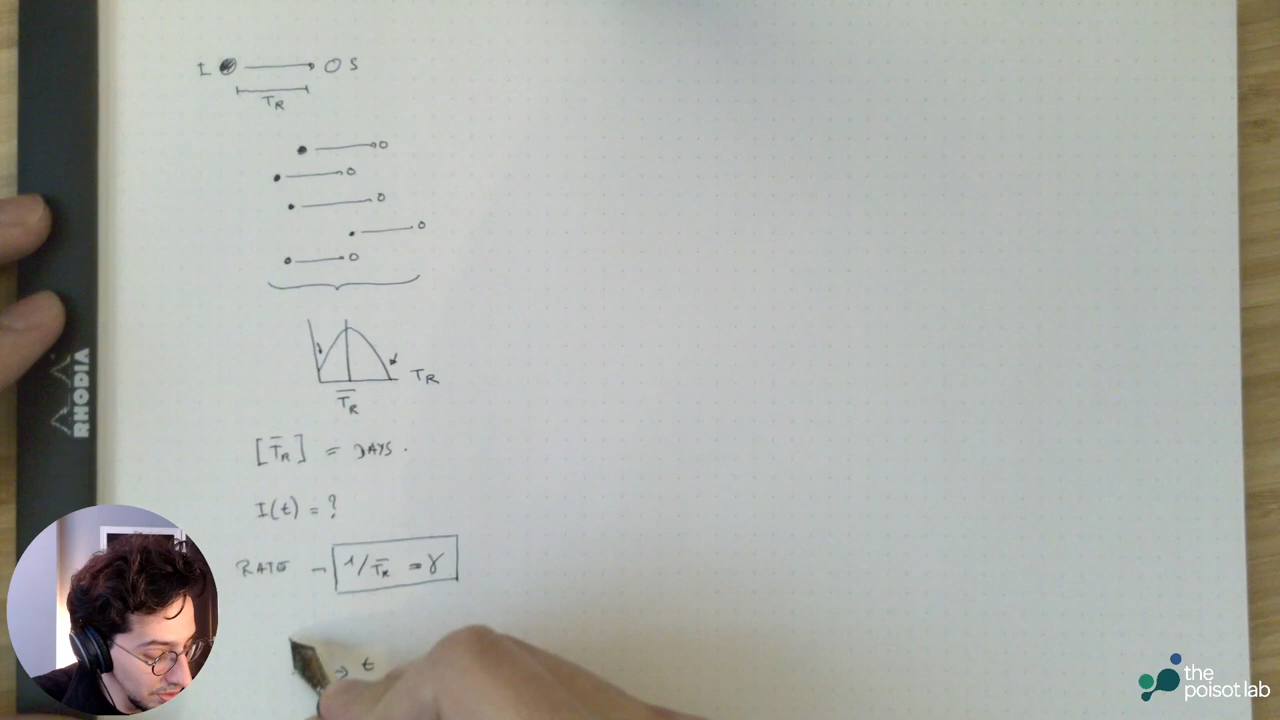 I → O S
T_R
T_R
T̄_R
[T̄_R] = DAYS.
I(t) = ?
RATE → 1/T̄_R = γ
→ t
RHODIA
the
poisot lab